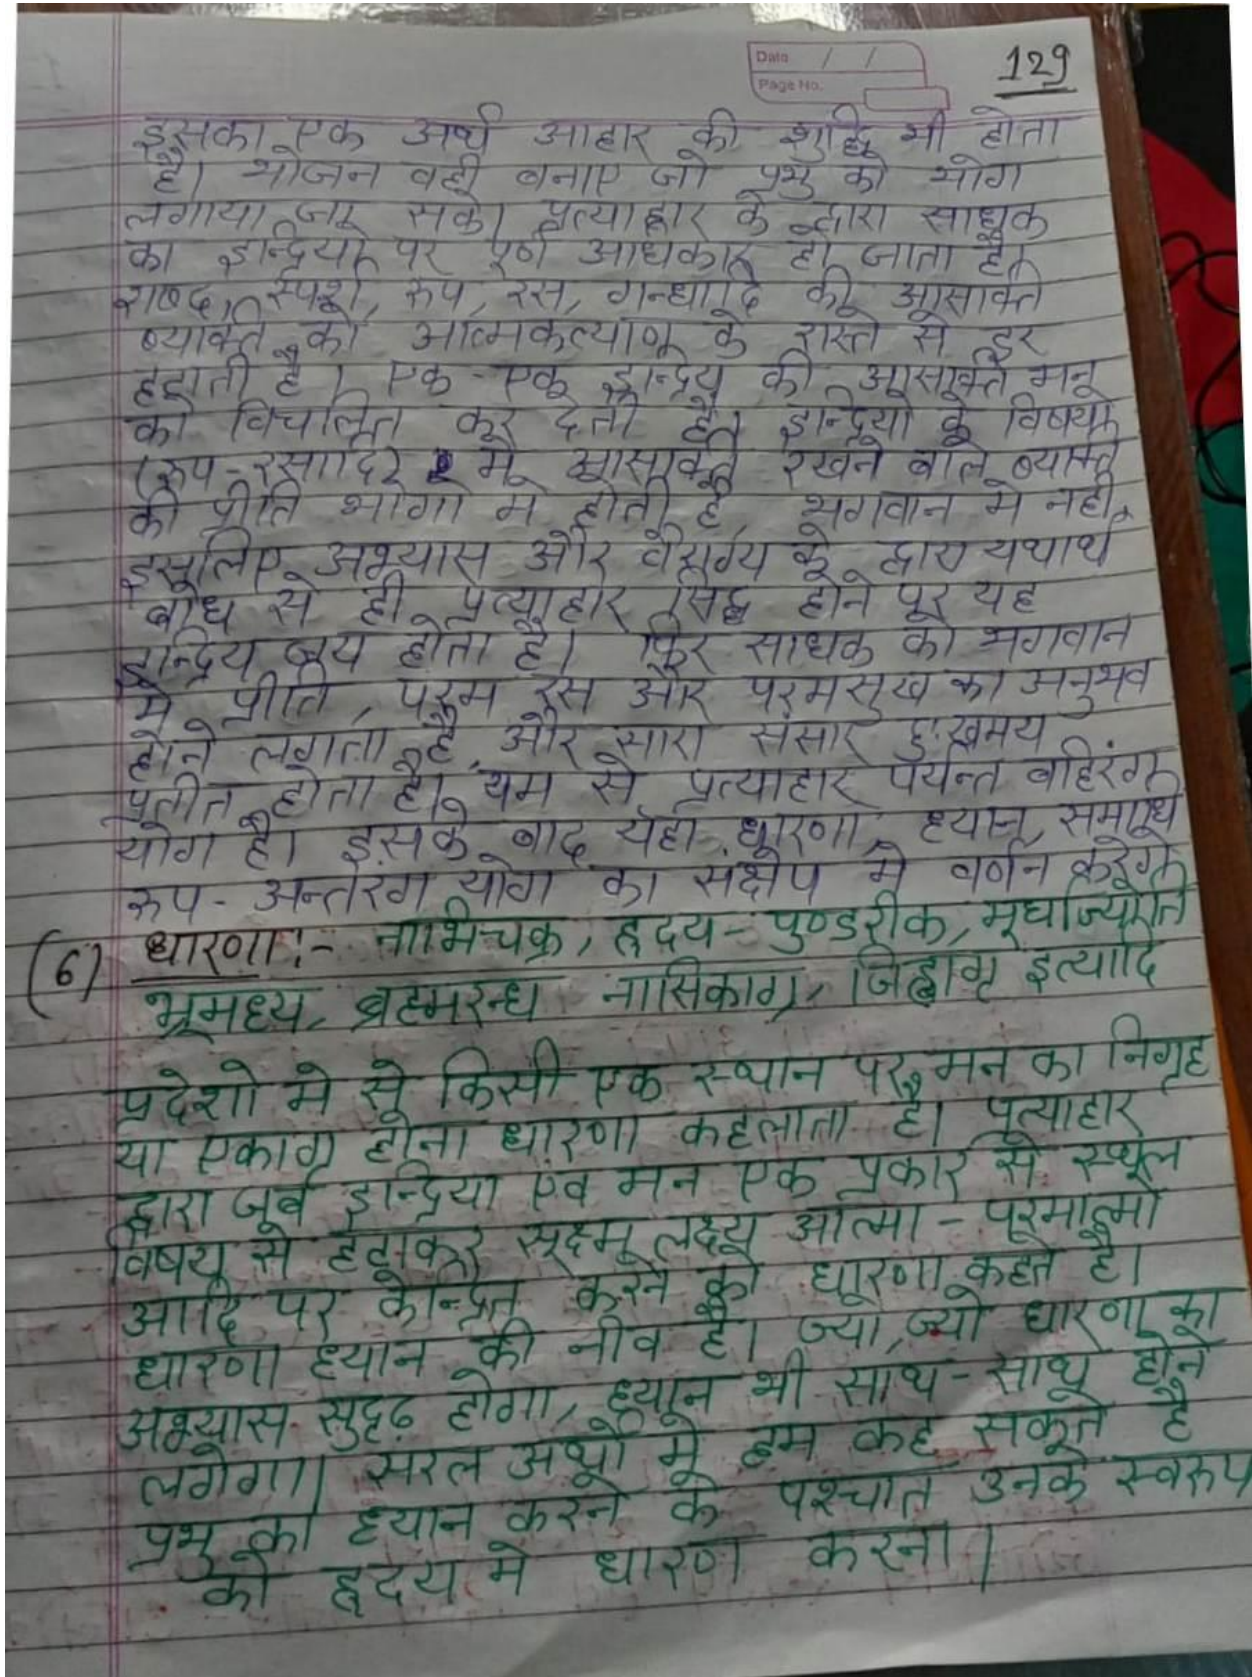 Date / /
Page No.
129
इसका एक अर्थ आहार की शुद्धि भी होता
है। भोजन वही बनाए जो प्रभु को भोग
लगाया जा सके। प्रत्याहार के द्वारा साधक
का इन्द्रियो पर पूर्ण अधिकार हो जाता है।
शब्द, स्पर्श, रुप, रस, गन्धादि की आसक्ति
व्यक्ति को आत्मकल्याण के रास्ते से दूर
हटाती है। एक-एक इन्द्रिय की आसक्ति मन
को विचलित कर देती है। इन्द्रियो के विषयो
(रुप-रसादि) मे आसक्ति रखने वाले व्यक्ति
की प्रीति भोगो मे होती है, भगवान मे नही,
इसलिए अभ्यास और वैराग्य के द्वारा यथार्थ
बोध से ही प्रत्याहार सिद्ध होने पर यह
इन्द्रिय जय होता है। फिर साधक को भगवान
मे प्रीति, परम रस और परमसुख का अनुभव
होने लगता है, और सारा संसार दुःखमय
प्रतीत होता है। यम से प्रत्याहार पर्यन्त बहिरंग
योग है। इसके बाद यहाँ धारणा, ध्यान, समाधि
रुप-अन्तरंग योग का संक्षेप मे वर्णन करेगे
(6) धारणा:- नाभिचक्र, हृदय-पुण्डरीक, मूर्धाज्योति
भ्रूमध्य, ब्रह्मरन्ध्र नासिकाग्र, जिह्वाग्र इत्यादि
प्रदेशो मे से किसी एक स्थान पर मन का निग्रह
या एकाग्र होना धारणा कहलाता है। प्रत्याहार
द्वारा जब इन्द्रिया एवं मन एक प्रकार से स्थूल
विषय से हटाकर सूक्ष्म लक्ष्य आत्मा-परमात्मा
आदि पर केन्द्रित करने को धारणा कहते है।
धारणा ध्यान की नीव है। ज्यो, ज्यो धारणा का
अभ्यास सुदृढ़ होगा, ध्यान भी साथ-साथ होने
लगेगा। सरल अर्थो मे हम कह सकते है
प्रभु का ध्यान करने के पश्चात उनके स्वरुप
को हृदय मे धारण करना।